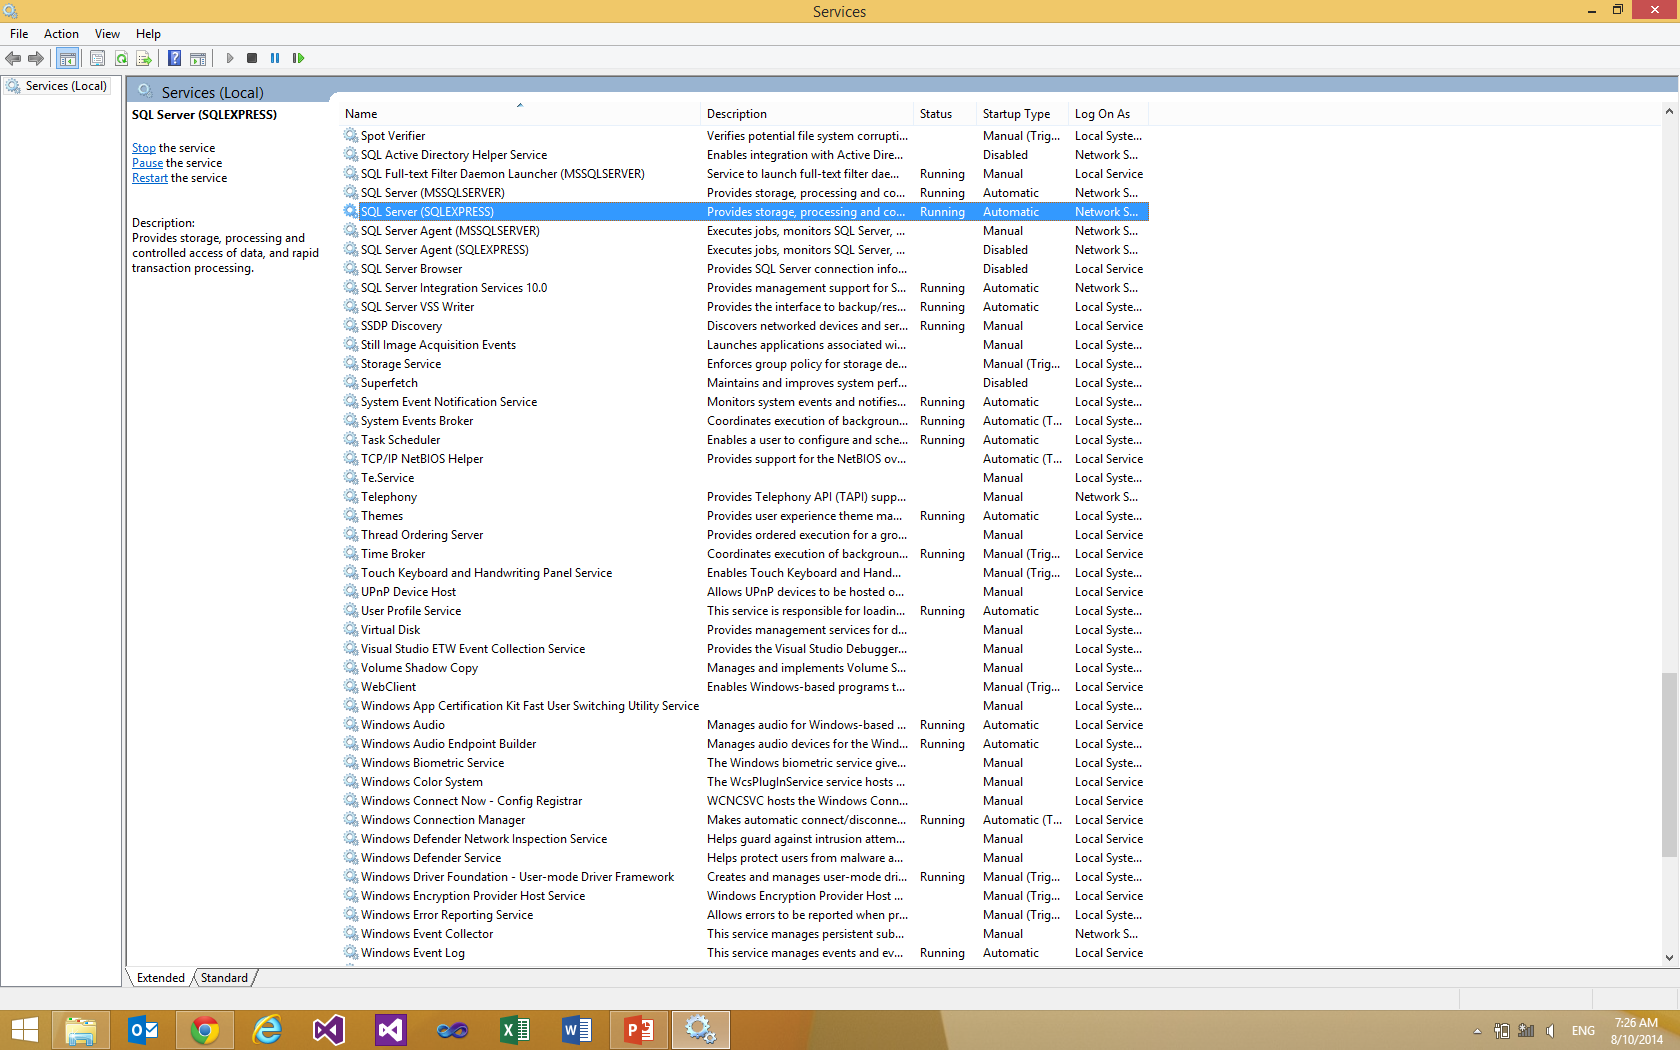 Services
File Action View Help
Services (Local)
Services (Local)
SQL Server (SQLEXPRESS)
Stop the service
Pause the service
Restart the service
Description:
Provides storage, processing and
controlled access of data, and rapid
transaction processing.
Name Description Status Startup Type Log On As
Spot Verifier Verifies potential file system corrupti... Manual (Trig... Local Syste...
SQL Active Directory Helper Service Enables integration with Active Dire... Disabled Network S...
SQL Full-text Filter Daemon Launcher (MSSQLSERVER) Service to launch full-text filter dae... Running Manual Local Service
SQL Server (MSSQLSERVER) Provides storage, processing and co... Running Automatic Network S...
SQL Server (SQLEXPRESS) Provides storage, processing and co... Running Automatic Network S...
SQL Server Agent (MSSQLSERVER) Executes jobs, monitors SQL Server, ... Manual Network S...
SQL Server Agent (SQLEXPRESS) Executes jobs, monitors SQL Server, ... Disabled Network S...
SQL Server Browser Provides SQL Server connection info... Disabled Local Service
SQL Server Integration Services 10.0 Provides management support for S... Running Automatic Network S...
SQL Server VSS Writer Provides the interface to backup/res... Running Automatic Local Syste...
SSDP Discovery Discovers networked devices and ser... Running Manual Local Service
Still Image Acquisition Events Launches applications associated wi... Manual Local Syste...
Storage Service Enforces group policy for storage de... Manual (Trig... Local Syste...
Superfetch Maintains and improves system perf... Disabled Local Syste...
System Event Notification Service Monitors system events and notifies... Running Automatic Local Syste...
System Events Broker Coordinates execution of backgroun... Running Automatic (T... Local Syste...
Task Scheduler Enables a user to configure and sche... Running Automatic Local Syste...
TCP/IP NetBIOS Helper Provides support for the NetBIOS ov... Automatic (T... Local Service
Te.Service Manual Local Syste...
Telephony Provides Telephony API (TAPI) supp... Manual Network S...
Themes Provides user experience theme ma... Running Automatic Local Syste...
Thread Ordering Server Provides ordered execution for a gro... Manual Local Service
Time Broker Coordinates execution of backgroun... Running Manual (Trig... Local Service
Touch Keyboard and Handwriting Panel Service Enables Touch Keyboard and Hand... Manual (Trig... Local Syste...
UPnP Device Host Allows UPnP devices to be hosted o... Manual Local Service
User Profile Service This service is responsible for loadin... Running Automatic Local Syste...
Virtual Disk Provides management services for d... Manual Local Syste...
Visual Studio ETW Event Collection Service Provides the Visual Studio Debugger... Manual Local Syste...
Volume Shadow Copy Manages and implements Volume S... Manual Local Syste...
WebClient Enables Windows-based programs t... Manual (Trig... Local Service
Windows App Certification Kit Fast User Switching Utility Service Manual Local Syste...
Windows Audio Manages audio for Windows-based ... Running Automatic Local Service
Windows Audio Endpoint Builder Manages audio devices for the Wind... Running Automatic Local Syste...
Windows Biometric Service The Windows biometric service give... Manual Local Syste...
Windows Color System The WcsPlugInService service hosts ... Manual Local Service
Windows Connect Now - Config Registrar WCNCSVC hosts the Windows Conn... Manual Local Service
Windows Connection Manager Makes automatic connect/disconne... Running Automatic (T... Local Service
Windows Defender Network Inspection Service Helps guard against intrusion attem... Manual Local Service
Windows Defender Service Helps protect users from malware a... Manual Local Syste...
Windows Driver Foundation - User-mode Driver Framework Creates and manages user-mode dri... Running Manual (Trig... Local Syste...
Windows Encryption Provider Host Service Windows Encryption Provider Host ... Manual (Trig... Local Service
Windows Error Reporting Service Allows errors to be reported when pr... Manual (Trig... Local Syste...
Windows Event Collector This service manages persistent sub... Manual Network S...
Windows Event Log This service manages events and ev... Running Automatic Local Service
Extended Standard
ENG
7:26 AM
8/10/2014